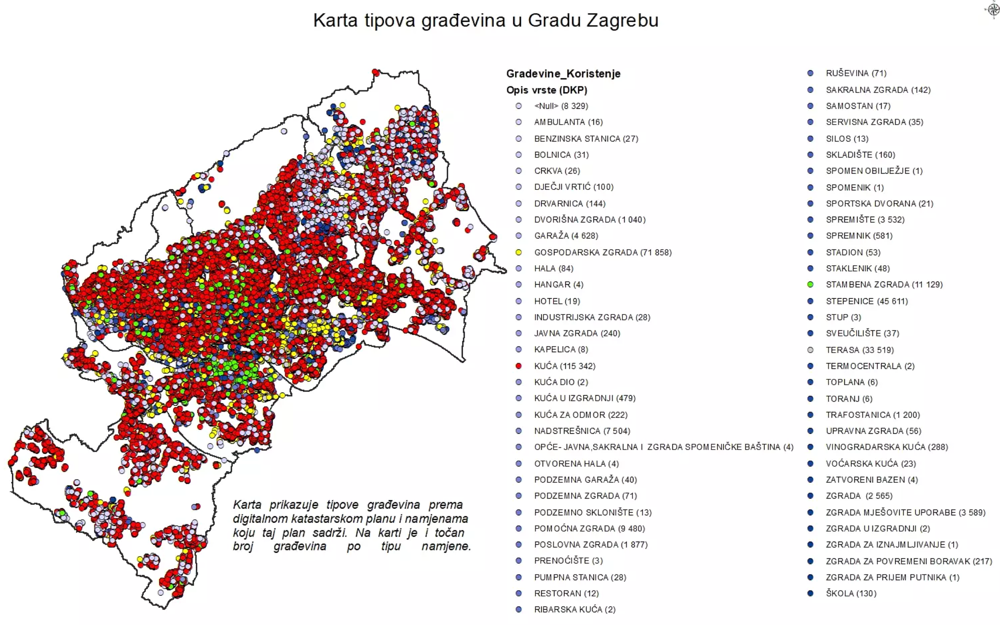 Karta tipova građevina u Gradu Zagrebu
Građevine_Koristenje
Opis vrste (DKP)
<Null> (8 329)
AMBULANTA (16)
BENZINSKA STANICA (27)
BOLNICA (31)
CRKVA (26)
DJEČJI VRTIĆ (100)
DRVARNICA (144)
DVORIŠNA ZGRADA (1 040)
GARAŽA (4 628)
GOSPODARSKA ZGRADA (71 858)
HALA (84)
HANGAR (4)
HOTEL (19)
INDUSTRIJSKA ZGRADA (28)
JAVNA ZGRADA (240)
KAPELICA (8)
KUĆA (115 342)
KUĆA DIO (2)
KUĆA U IZGRADNJI (479)
KUĆA ZA ODMOR (222)
NADSTREŠNICA (7 504)
OPĆE- JAVNA,SAKRALNA I ZGRADA SPOMENIČKE BAŠTINA (4)
OTVORENA HALA (4)
PODZEMNA GARAŽA (40)
PODZEMNA ZGRADA (71)
PODZEMNO SKLONIŠTE (13)
POMOĆNA ZGRADA (9 480)
POSLOVNA ZGRADA (1 877)
PRENOĆIŠTE (3)
PUMPNA STANICA (28)
RESTORAN (12)
RIBARSKA KUĆA (2)
RUŠEVINA (71)
SAKRALNA ZGRADA (142)
SAMOSTAN (17)
SERVISNA ZGRADA (35)
SILOS (13)
SKLADIŠTE (160)
SPOMEN OBILJEŽJE (1)
SPOMENIK (1)
SPORTSKA DVORANA (21)
SPREMIŠTE (3 532)
SPREMNIK (581)
STADION (53)
STAKLENIK (48)
STAMBENA ZGRADA (11 129)
STEPENICE (45 611)
STUP (3)
SVEUČILIŠTE (37)
TERASA (33 519)
TERMOCENTRALA (2)
TOPLANA (6)
TORANJ (6)
TRAFOSTANICA (1 200)
UPRAVNA ZGRADA (56)
VINOGRADARSKA KUĆA (288)
VOĆARSKA KUĆA (23)
ZATVORENI BAZEN (4)
ZGRADA (2 565)
ZGRADA MJEŠOVITE UPORABE (3 589)
ZGRADA U IZGRADNJI (2)
ZGRADA ZA IZNAJMLJIVANJE (1)
ZGRADA ZA POVREMENI BORAVAK (217)
ZGRADA ZA PRIJEM PUTNIKA (1)
ŠKOLA (130)
Karta prikazuje tipove građevina prema
digitalnom katastarskom planu i namjenama
koju taj plan sadrži. Na karti je i točan
broj građevina po tipu namjene.